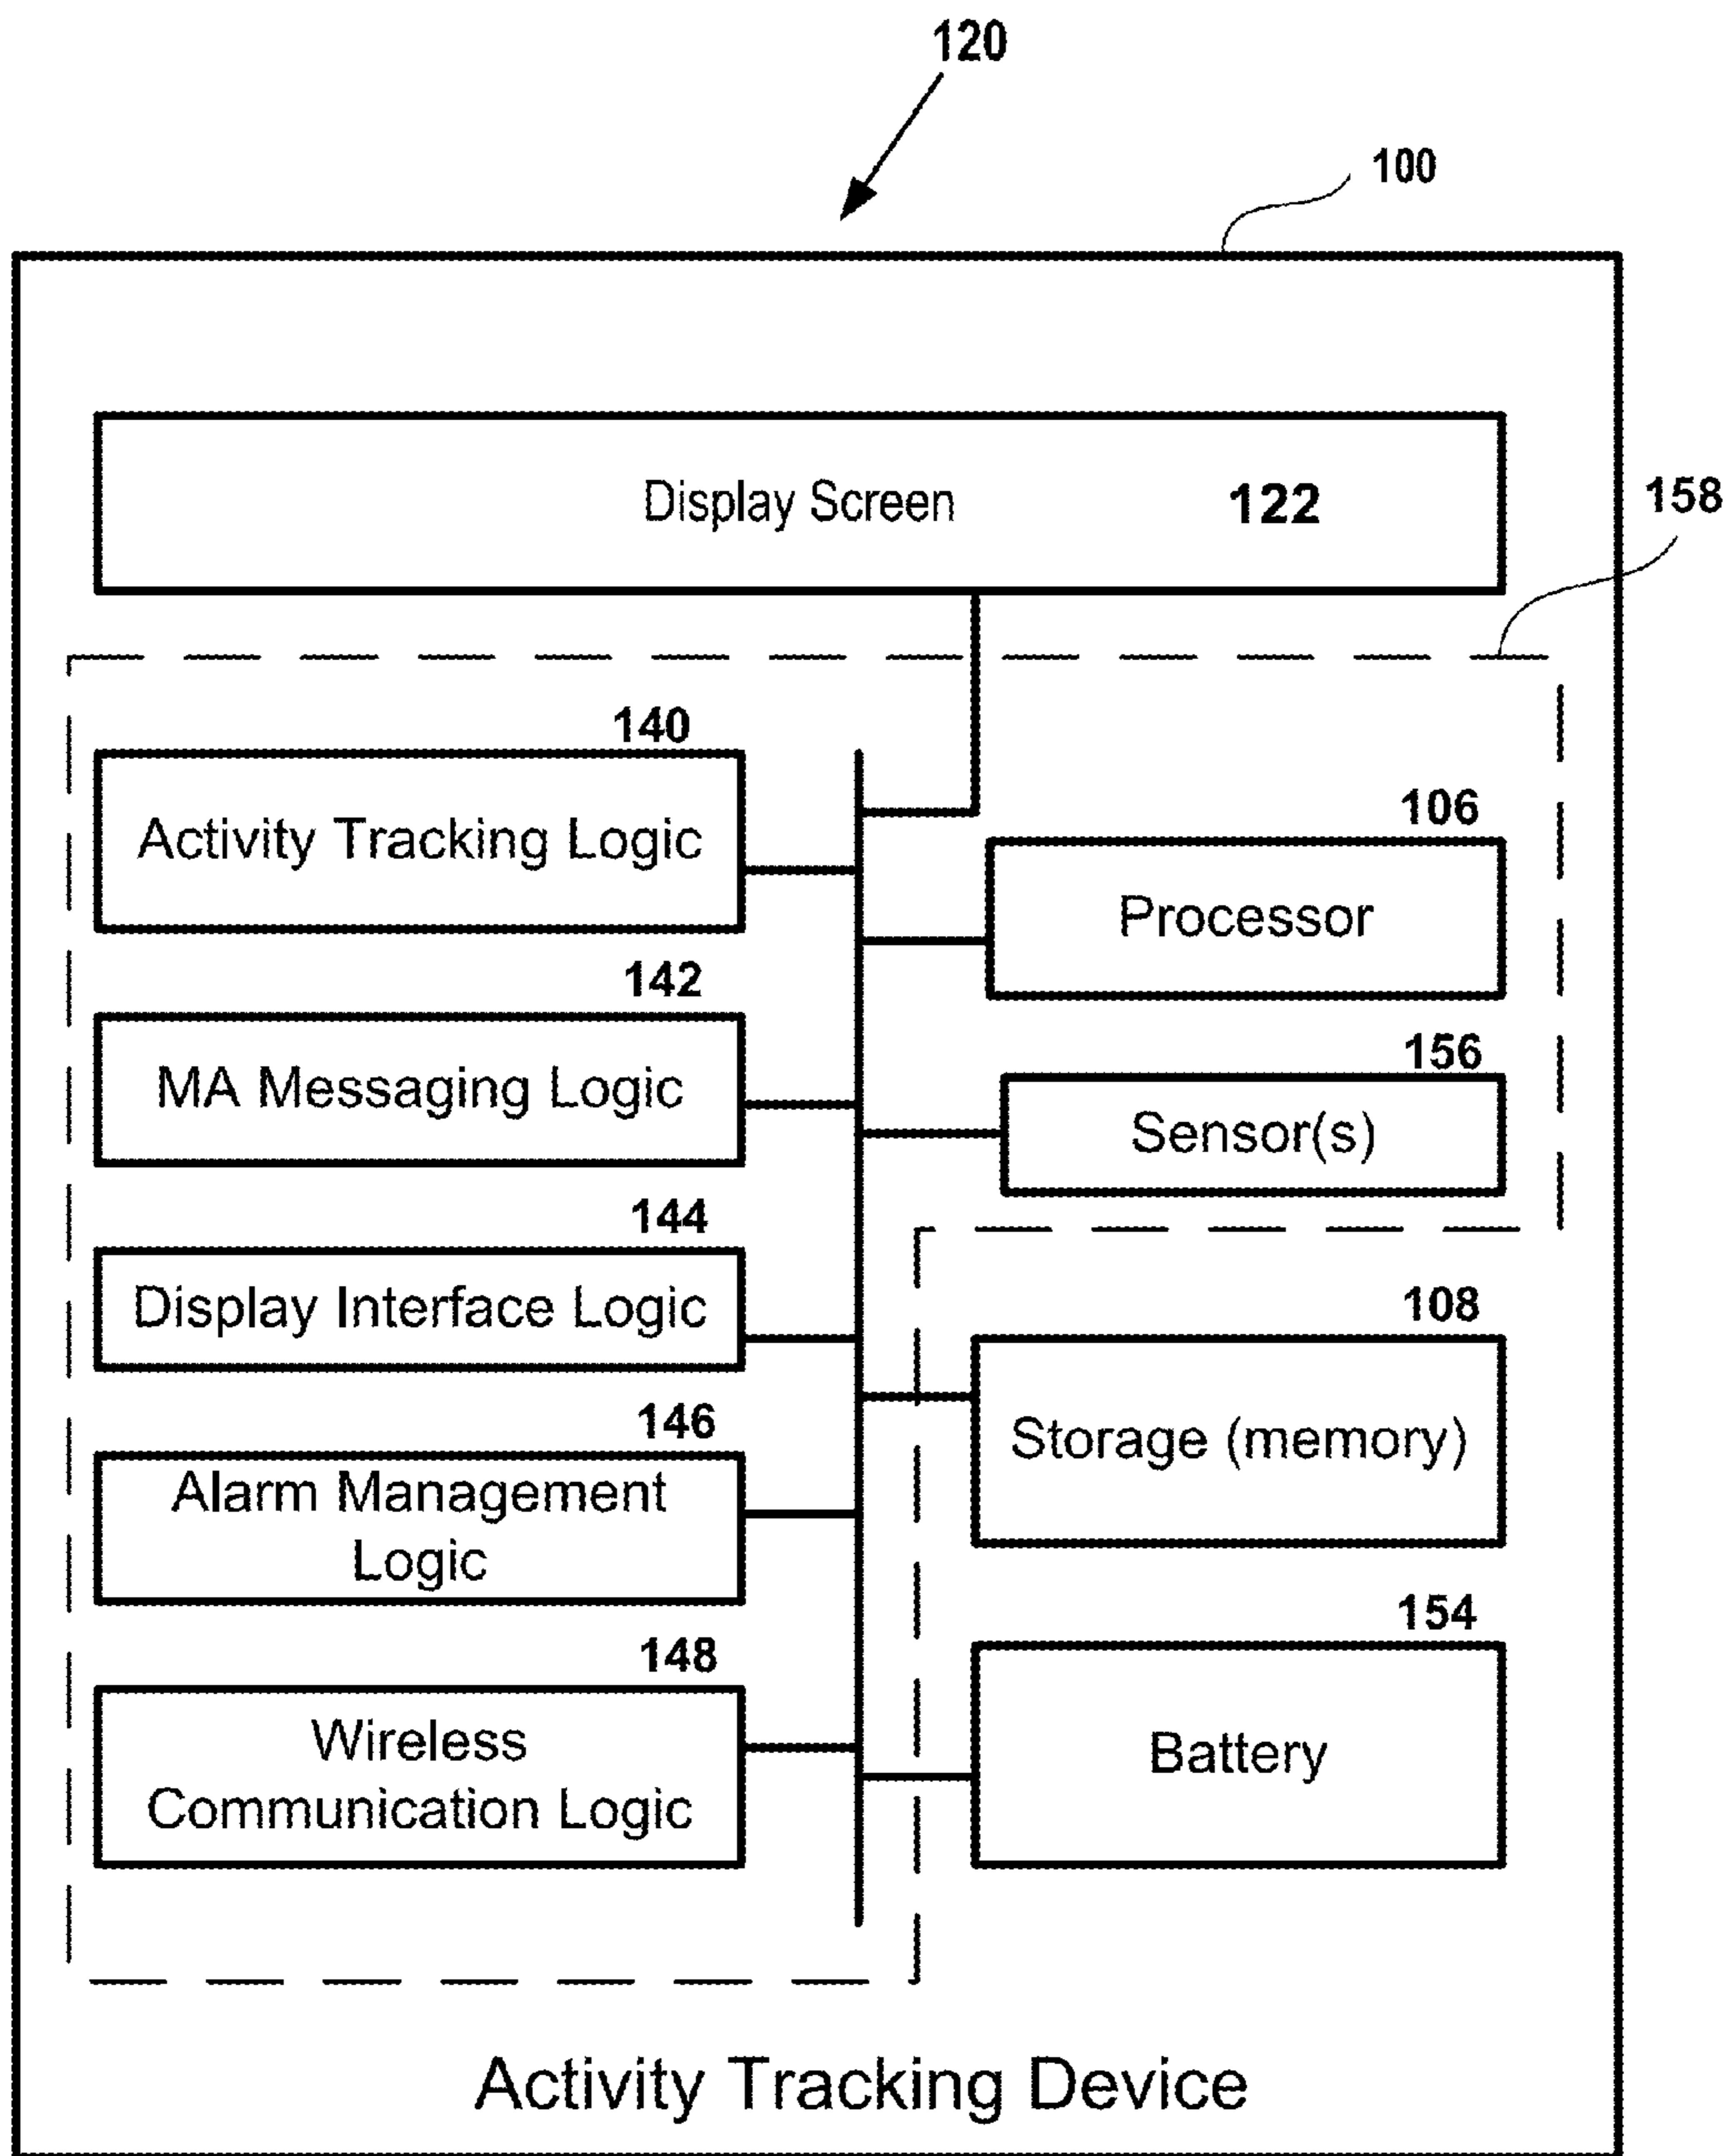 120
100
Display Screen 122
158
140
Activity Tracking Logic
106
Processor
142
MA Messaging Logic
156
Sensor(s)
144
Display Interface Logic
108
Storage (memory)
146
Alarm Management
Logic
154
Battery
148
Wireless
Communication Logic
Activity Tracking Device